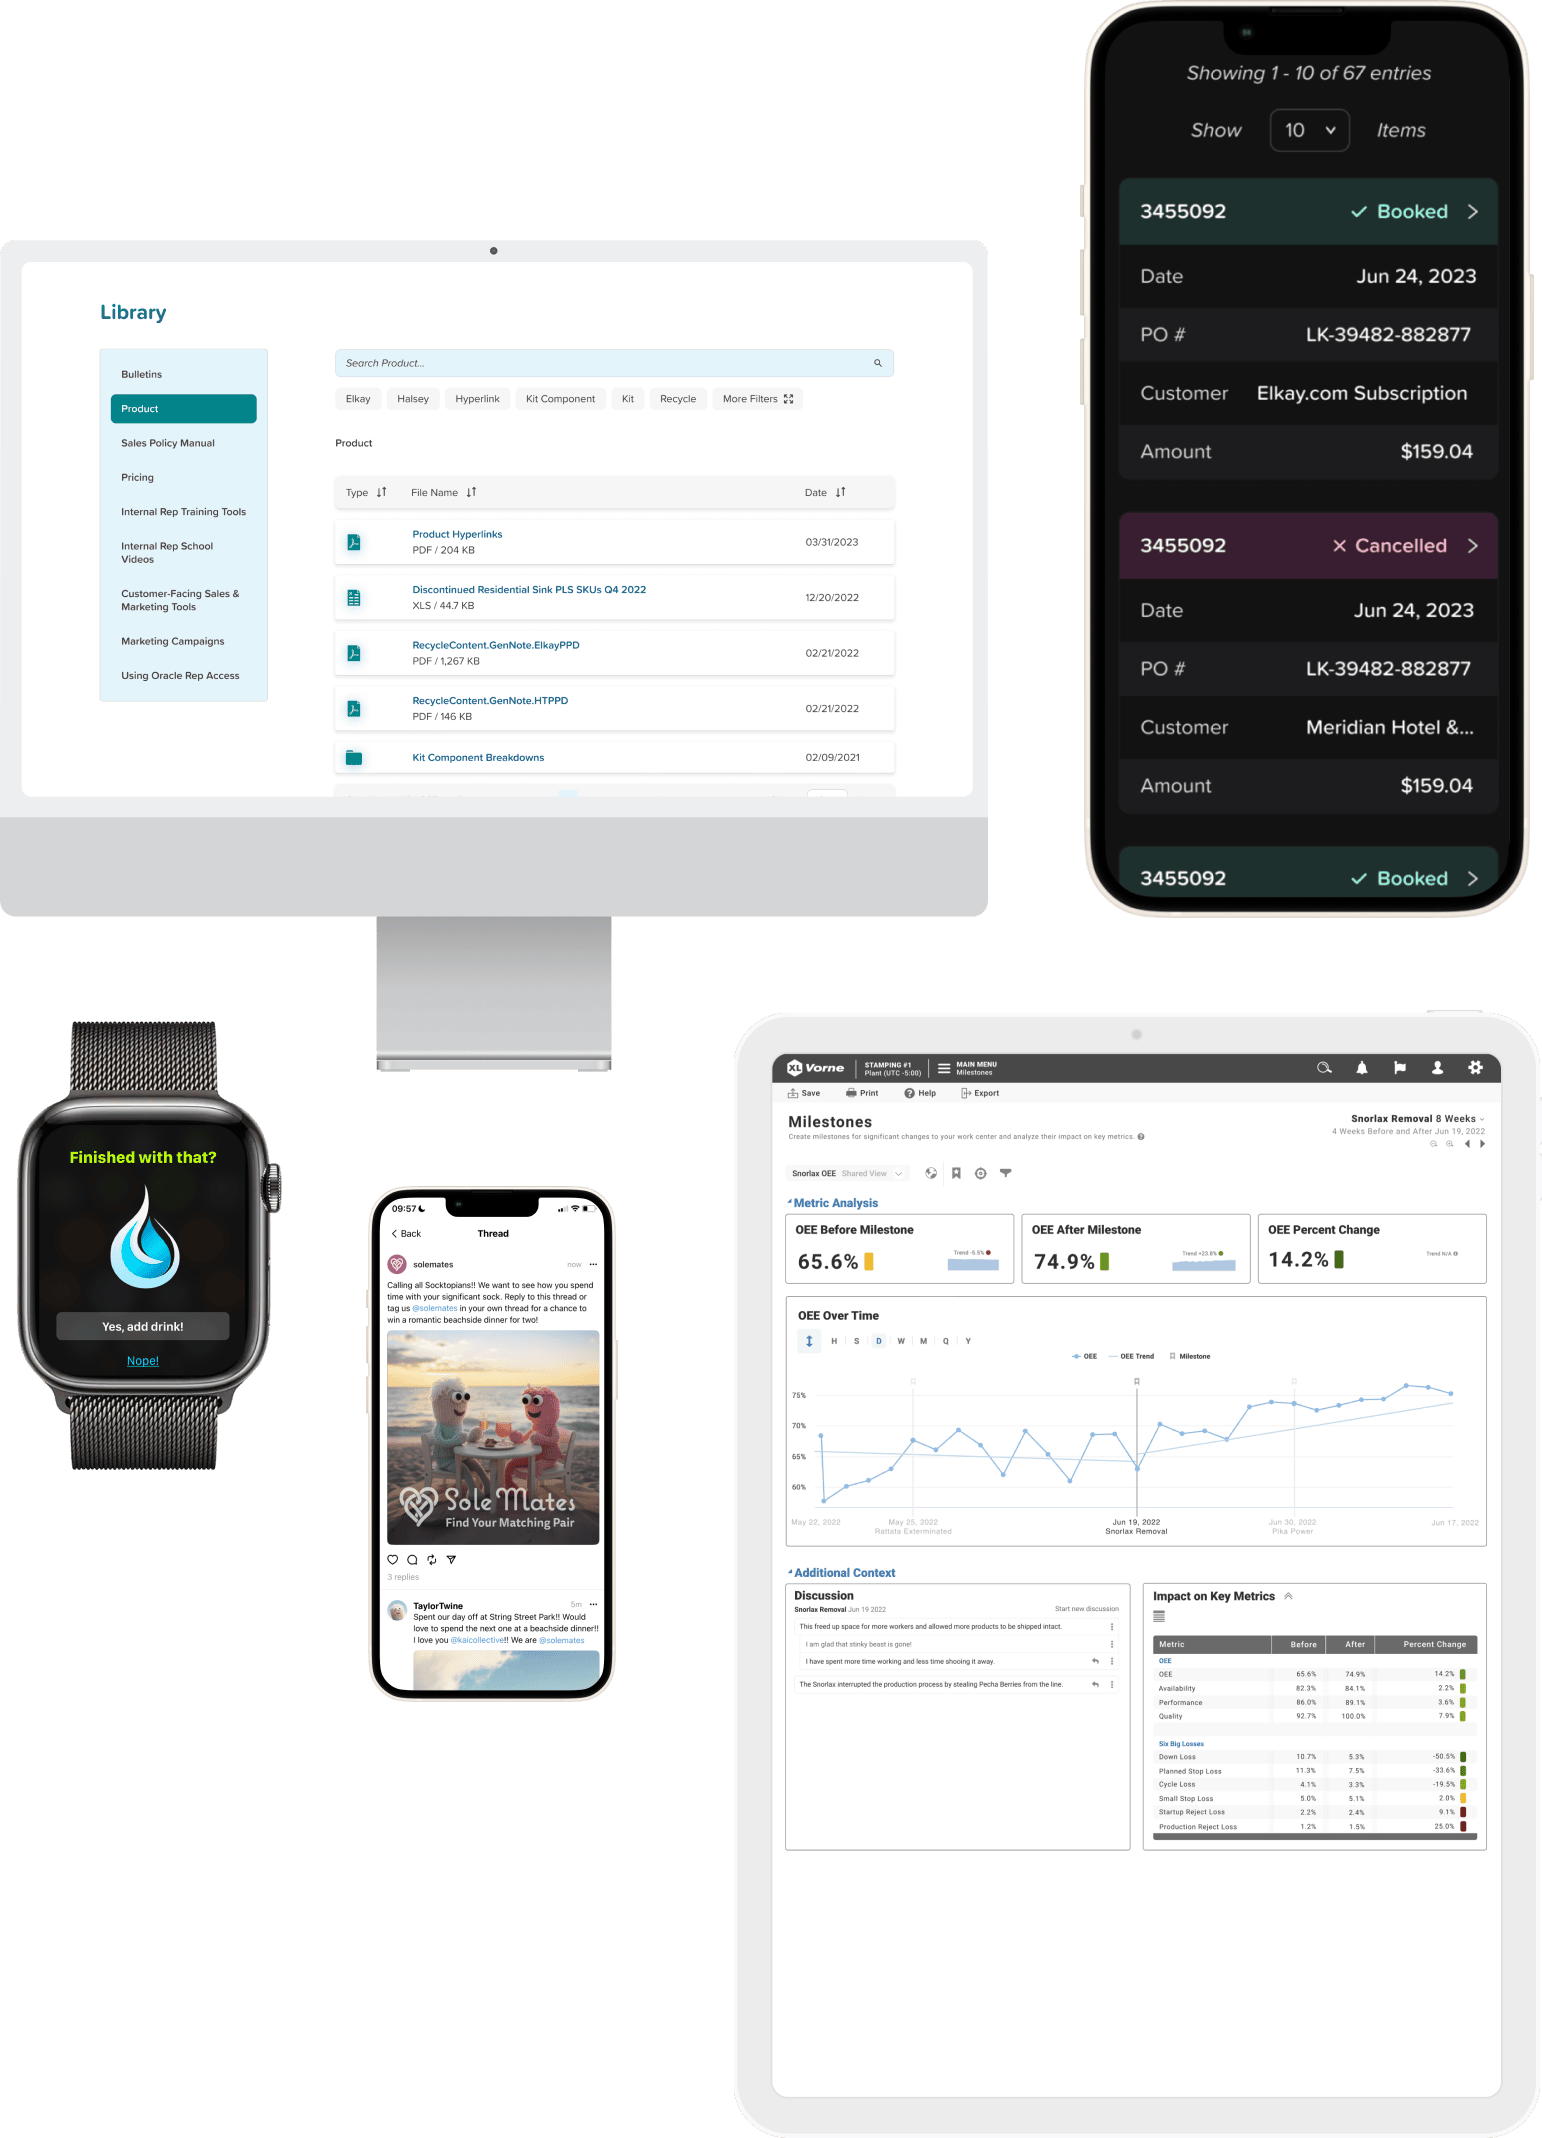 Showing 1 - 10 of 67 entries
Show 10 Items
3455092 Booked
Date Jun 24, 2023
PO # LK-39482-882877
Customer Elkay.com Subscription
Amount $159.04
3455092 Cancelled
Date Jun 24, 2023
PO # LK-39482-882877
Customer Meridian Hotel &...
Amount $159.04
3455092 Booked
Library
Bulletins
Product
Sales Policy Manual
Pricing
Internal Rep Training Tools
Internal Rep School
Videos
Customer-Facing Sales &
Marketing Tools
Marketing Campaigns
Using Oracle Rep Access
Search Product...
Elkay Halsey Hyperlink Kit Component Kit Recycle More Filters
Product
Type File Name Date
Product Hyperlinks
PDF / 204 KB
03/31/2023
Discontinued Residential Sink PLS SKUs Q4 2022
XLS / 44.7 KB
12/20/2022
RecycleContent.GenNote.ElkayPPD
PDF / 1,267 KB
02/21/2022
RecycleContent.GenNote.HTPPD
PDF / 146 KB
02/21/2022
Kit Component Breakdowns 02/09/2021
Finished with that?
Yes, add drink!
Nope!
09:57
Back Thread
solemates now
Calling all Socktopians!! We want to see how you spend
time with your significant sock. Reply to this thread or
tag us @solemates in your own thread for a chance to
win a romantic beachside dinner for two!
Sole Mates
Find Your Matching Pair
3 replies
TaylorTwine 5m
Spent our day off at String Street Park!! Would
love to spend the next one at a beachside dinner!!
I love you @kaicollective!! We are @solemates
XL Vorne
STAMPING #1
Plant (UTC -5:00)
MAIN MENU
Milestones
Save Print Help Export
Milestones
Create milestones for significant changes to your work center and analyze their impact on key metrics.
Snorlax Removal 8 Weeks
4 Weeks Before and After Jun 19, 2022
Snorlax OEE Shared View
Metric Analysis
OEE Before Milestone
65.6%
Trend -5.5%
OEE After Milestone
74.9%
Trend +23.8%
OEE Percent Change
14.2%
Trend N/A
OEE Over Time
H S D W M Q Y
OEE OEE Trend Milestone
75%
70%
65%
60%
May 22, 2022
May 25, 2022
Rattata Exterminated
Jun 19, 2022
Snorlax Removal
Jun 30, 2022
Pika Power
Jun 17, 2022
Additional Context
Discussion
Snorlax Removal Jun 19 2022 Start new discussion
This freed up space for more workers and allowed more products to be shipped intact.
I am glad that stinky beast is gone!
I have spent more time working and less time shooing it away.
The Snorlax interrupted the production process by stealing Pecha Berries from the line.
Impact on Key Metrics
Metric Before After Percent Change
OEE
OEE 65.6% 74.9% 14.2%
Availability 82.3% 84.1% 2.2%
Performance 86.0% 89.1% 3.6%
Quality 92.7% 100.0% 7.9%
Six Big Losses
Down Loss 10.7% 5.3% -50.5%
Planned Stop Loss 11.3% 7.5% -33.6%
Cycle Loss 4.1% 3.3% -19.5%
Small Stop Loss 5.0% 5.1% 2.0%
Startup Reject Loss 2.2% 2.4% 9.1%
Production Reject Loss 1.2% 1.5% 25.0%